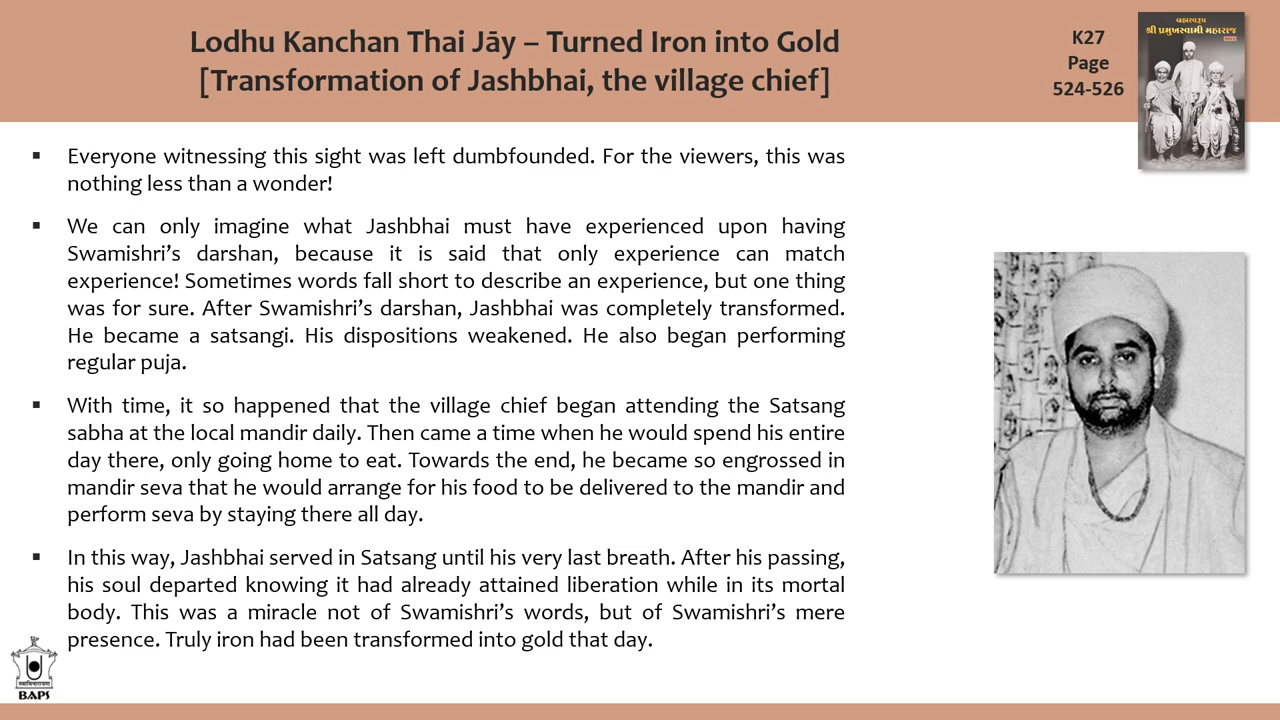 Lodhu Kanchan Thai Jāy – Turned Iron into Gold
[Transformation of Jashbhai, the village chief]
K27
Page
524-526
બ્રહ્મસ્વરૂપ
શ્રી પ્રમુખસ્વામી મહારાજ
▪ Everyone witnessing this sight was left dumbfounded. For the viewers, this was
nothing less than a wonder!
▪ We can only imagine what Jashbhai must have experienced upon having
Swamishri’s darshan, because it is said that only experience can match
experience! Sometimes words fall short to describe an experience, but one thing
was for sure. After Swamishri’s darshan, Jashbhai was completely transformed.
He became a satsangi. His dispositions weakened. He also began performing
regular puja.
▪ With time, it so happened that the village chief began attending the Satsang
sabha at the local mandir daily. Then came a time when he would spend his entire
day there, only going home to eat. Towards the end, he became so engrossed in
mandir seva that he would arrange for his food to be delivered to the mandir and
perform seva by staying there all day.
▪ In this way, Jashbhai served in Satsang until his very last breath. After his passing,
his soul departed knowing it had already attained liberation while in its mortal
body. This was a miracle not of Swamishri’s words, but of Swamishri’s mere
presence. Truly iron had been transformed into gold that day.
સ્વામિનારાયણ
BAPS